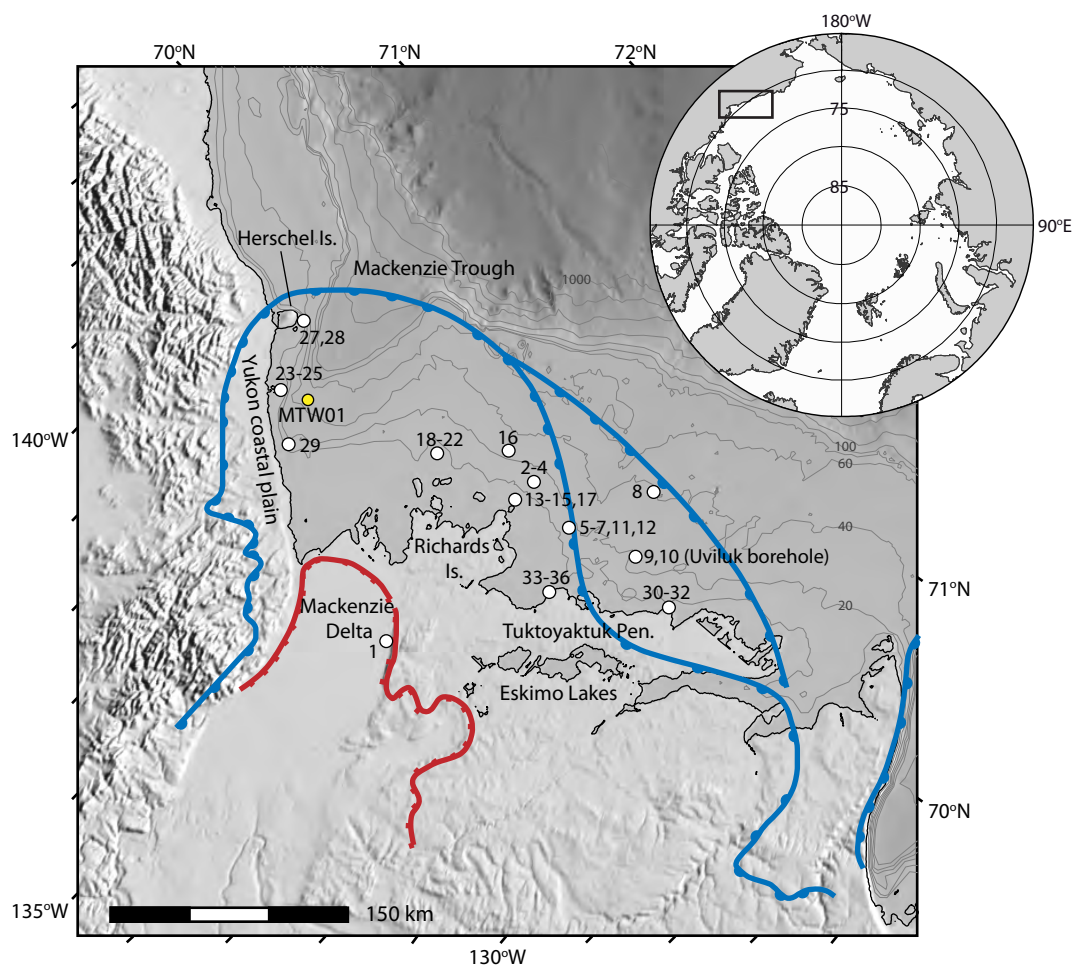 180°W
70°N
71°N
72°N
75
85
90°E
Herschel Is.
Mackenzie Trough
1000
27,28
23-25
MTW01
Yukon coastal plain
140°W
29
18-22
16
2-4
13-15,17
8
100
60
5-7,11,12
40
Richards
Is.
9,10 (Uviluk borehole)
71°N
33-36
30-32
20
Mackenzie
Delta
1
Tuktoyaktuk Pen.
Eskimo Lakes
70°N
135°W
150 km
130°W